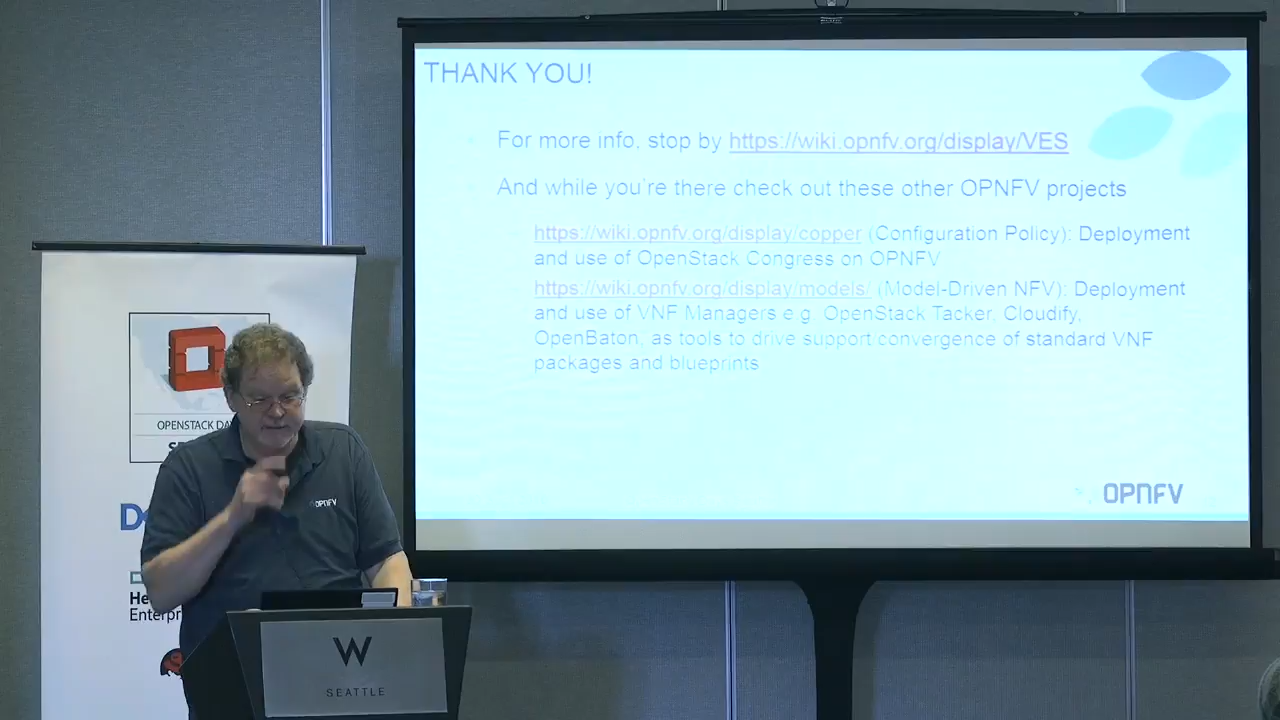 THANK YOU!
For more info, stop by https://wiki.opnfv.org/display/VES
And while you're there check out these other OPNFV projects
https://wiki.opnfv.org/display/copper (Configuration Policy): Deployment
and use of OpenStack Congress on OPNFV
https://wiki.opnfv.org/display/models/ (Model-Driven NFV): Deployment
and use of VNF Managers e.g. OpenStack Tacker, Cloudify,
OpenBaton, as tools to drive support convergence of standard VNF
packages and blueprints
OPNFV
OPENSTACK
OPNFV
Enterpr
W
SEATTLE